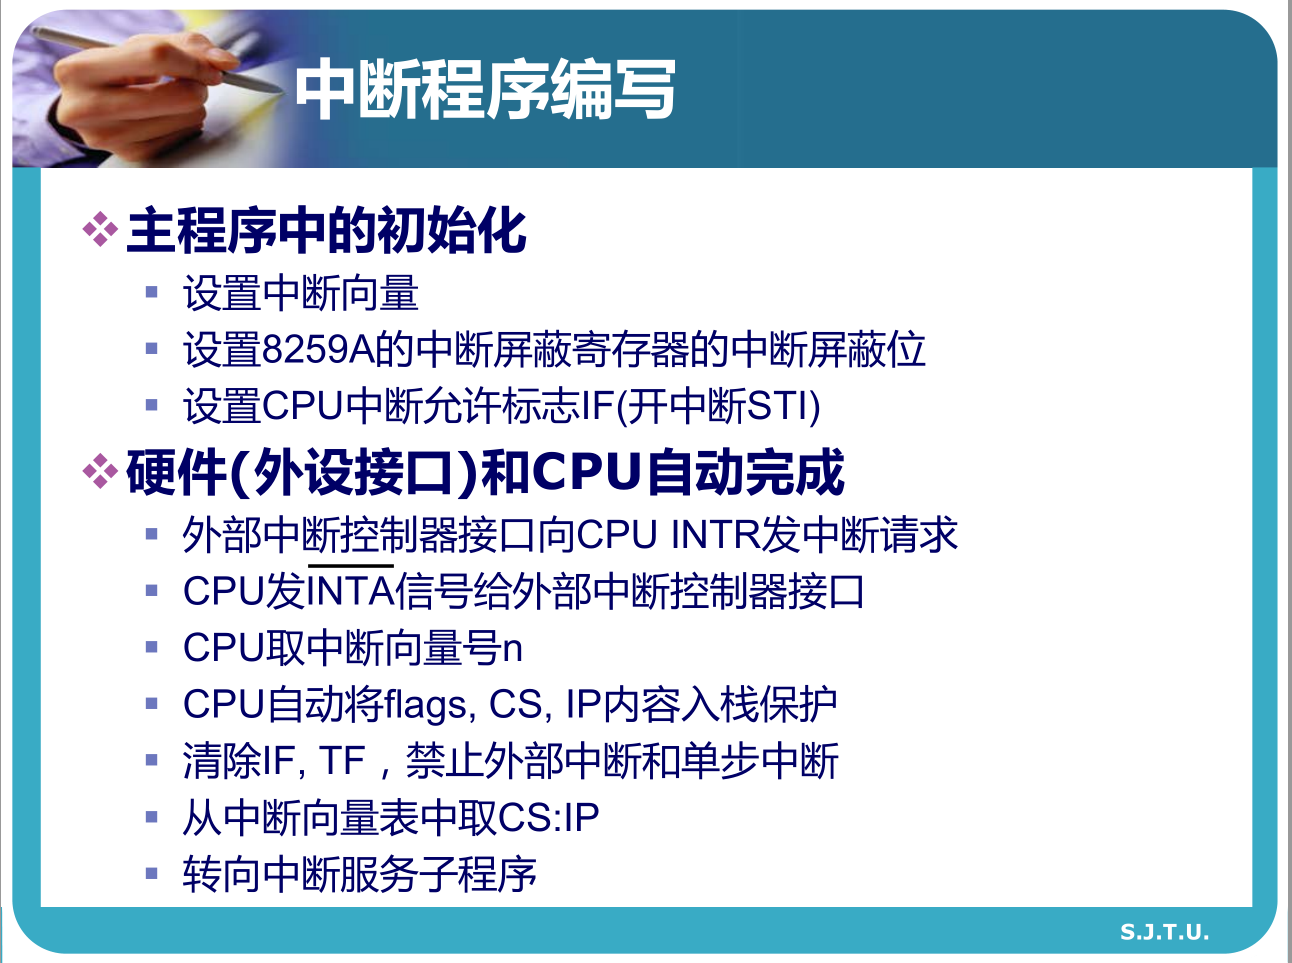 中断程序编写
主程序中的初始化
设置中断向量
设置8259A的中断屏蔽寄存器的中断屏蔽位
设置CPU中断允许标志IF(开中断STI)
硬件(外设接口)和CPU自动完成
外部中断控制器接口向CPU INTR发中断请求
CPU发INTA信号给外部中断控制器接口
CPU取中断向量号n
CPU自动将flags, CS, IP内容入栈保护
清除IF, TF，禁止外部中断和单步中断
从中断向量表中取CS:IP
转向中断服务子程序
S.J.T.U.